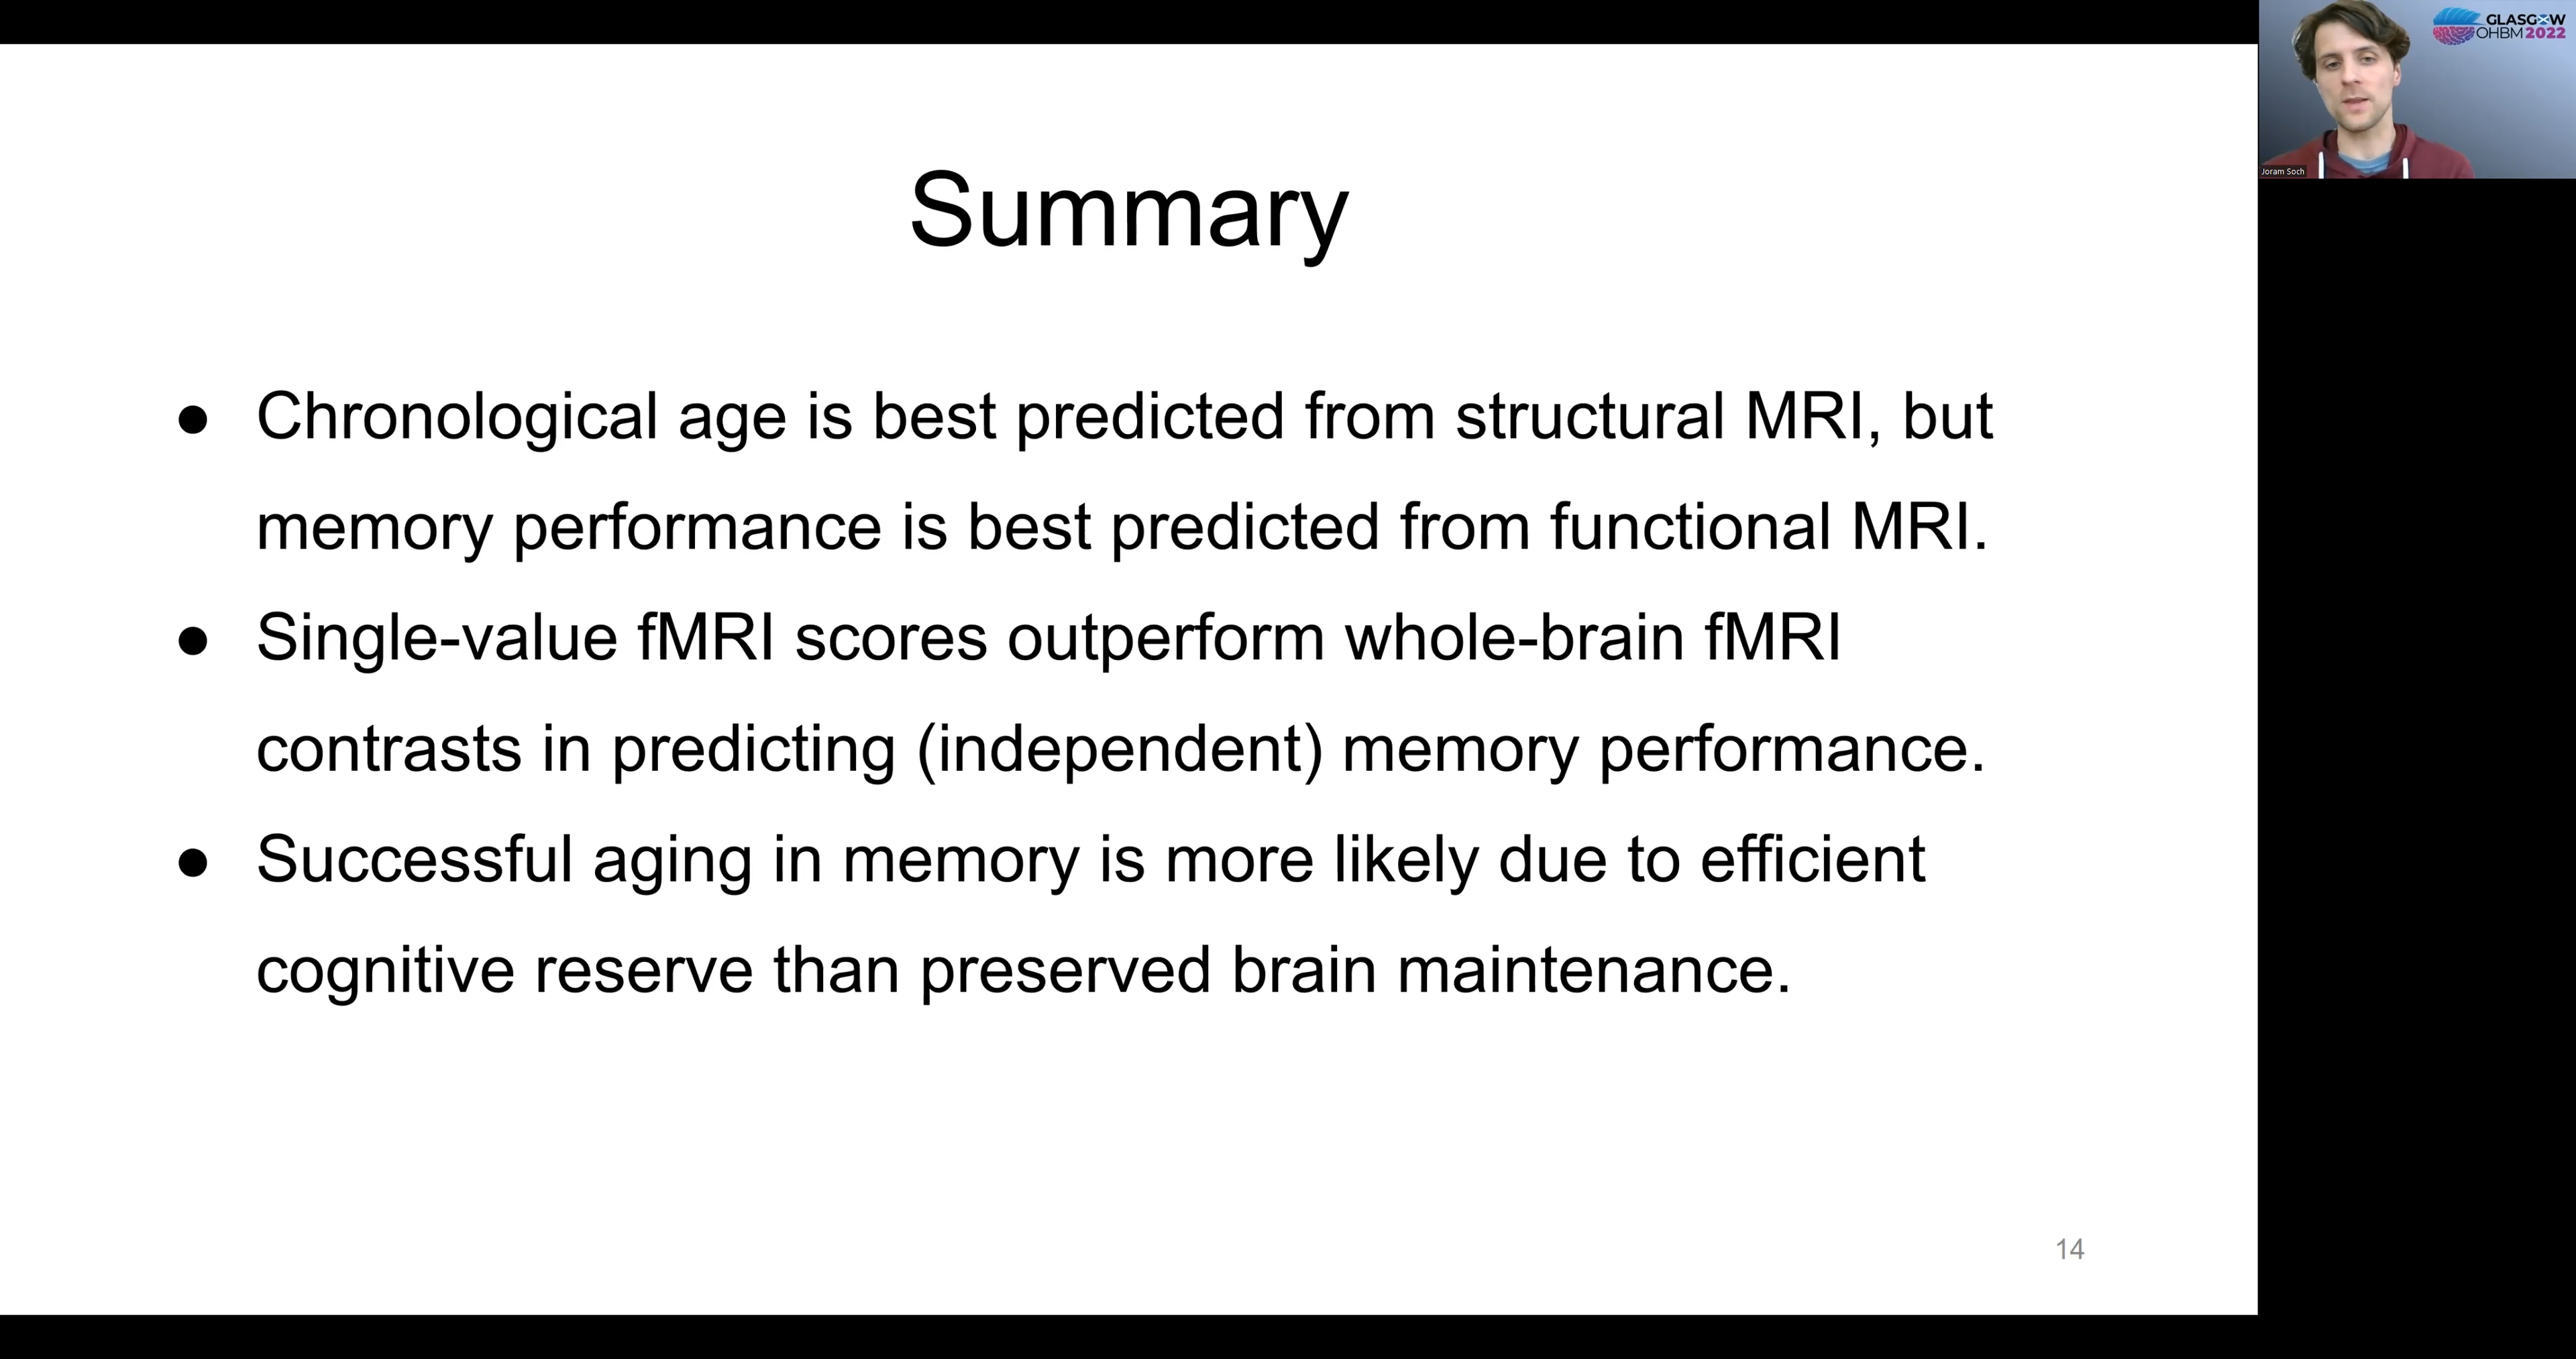 Summary
● Chronological age is best predicted from structural MRI, but
memory performance is best predicted from functional MRI.
● Single-value fMRI scores outperform whole-brain fMRI
contrasts in predicting (independent) memory performance.
● Successful aging in memory is more likely due to efficient
cognitive reserve than preserved brain maintenance.
14
GLASGOW
OHBM 2022
Joram Soch